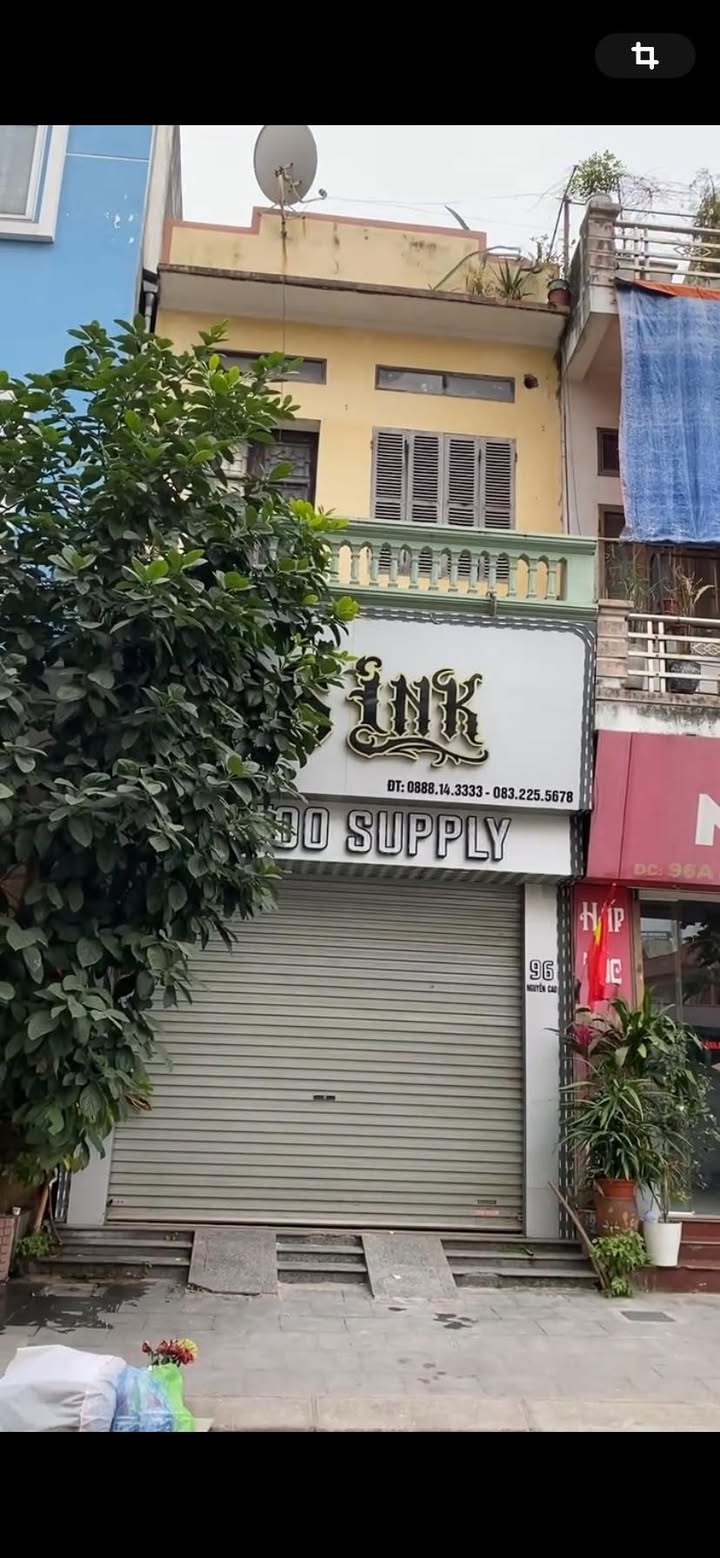 INK
ĐT: 0888.14.3333 - 083.225.5678
OO SUPPLY
96
NGUYỄN CAO
ĐC: 96A